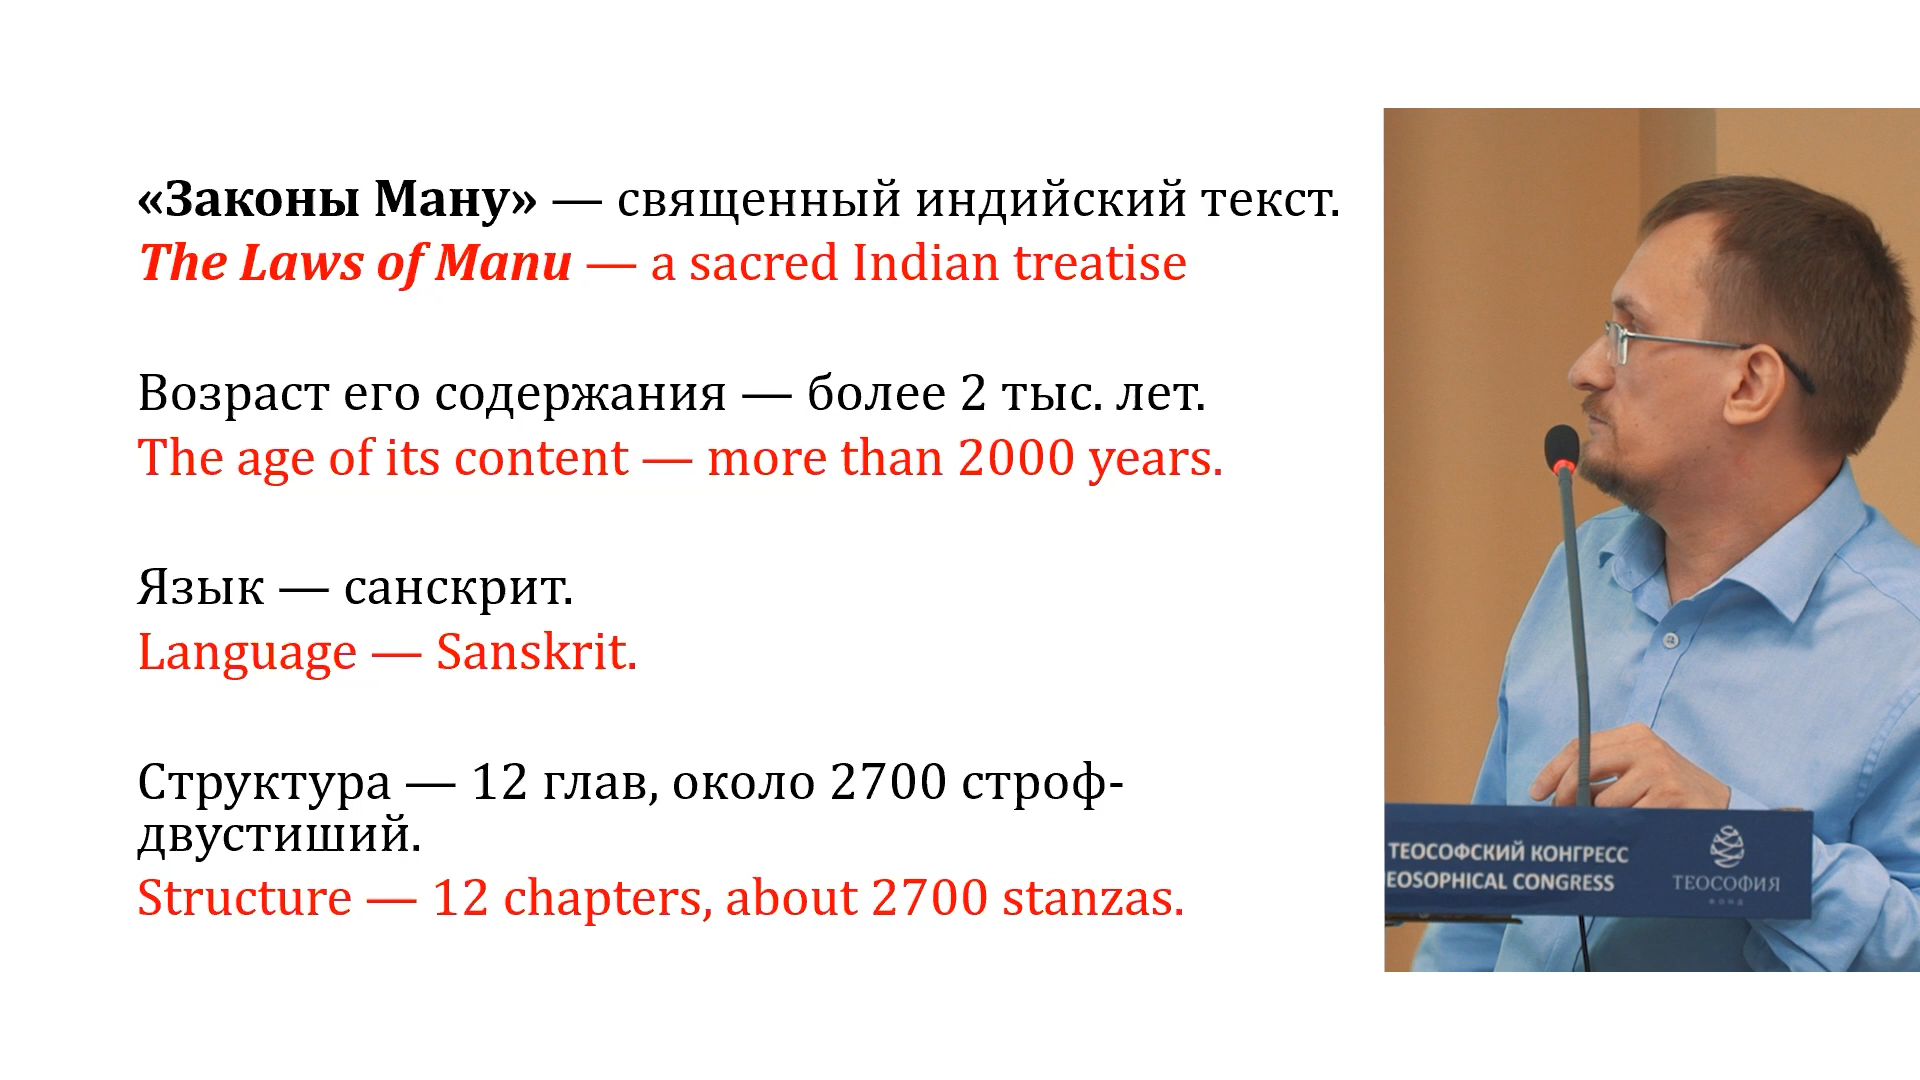 «Законы Ману» — священный индийский текст.
The Laws of Manu — a sacred Indian treatise
Возраст его содержания — более 2 тыс. лет.
The age of its content — more than 2000 years.
Язык — санскрит.
Language — Sanskrit.
Структура — 12 глав, около 2700 строф-
двустиший.
Structure — 12 chapters, about 2700 stanzas.
ТЕОСОФСКИЙ КОНГРЕСС
EOSOPHICAL CONGRESS
ТЕОСОФИЯ
ФОНД